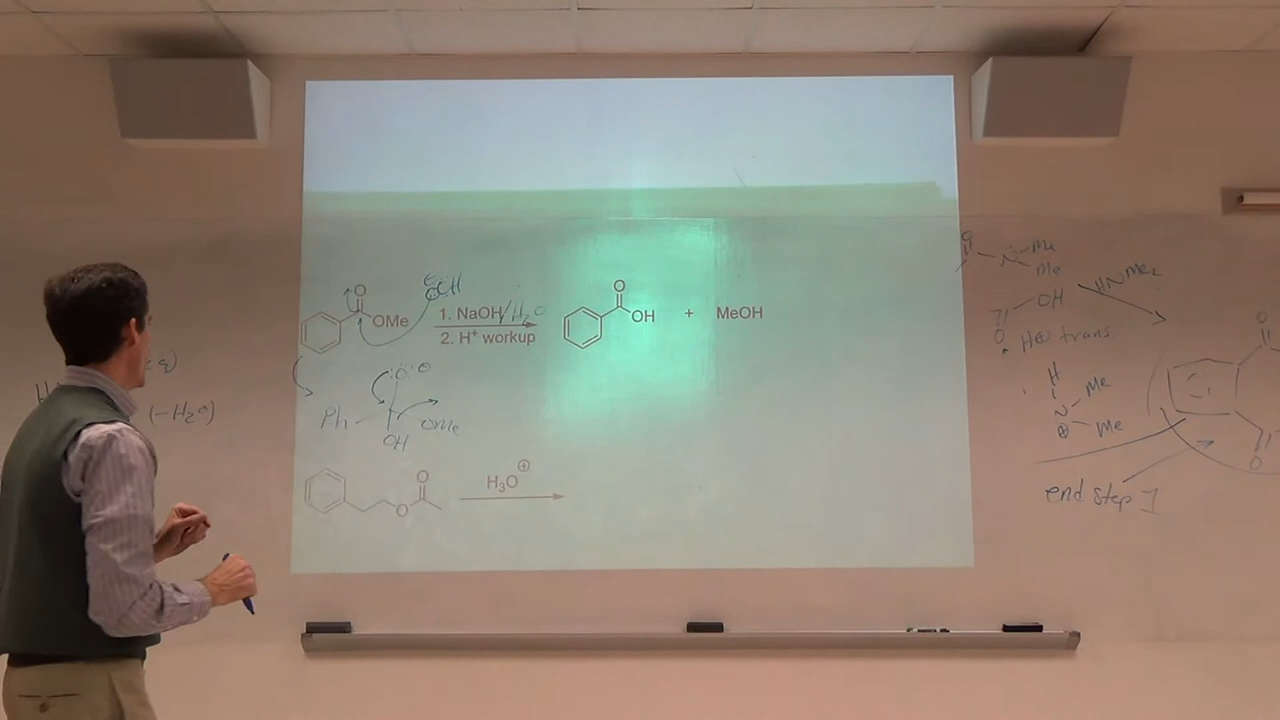 O
OMe
⊖OH
1. NaOH/H₂O
2. H⁺ workup
O
OH
+
MeOH
:Ö:⊖
Ph
OMe
OH
O
O
H₃O⊕
(-H₂O)
O
N
Me
Me
OH
HNMe₂
O
trans
H
N
Me
⊕
Me
O
O
end step 1